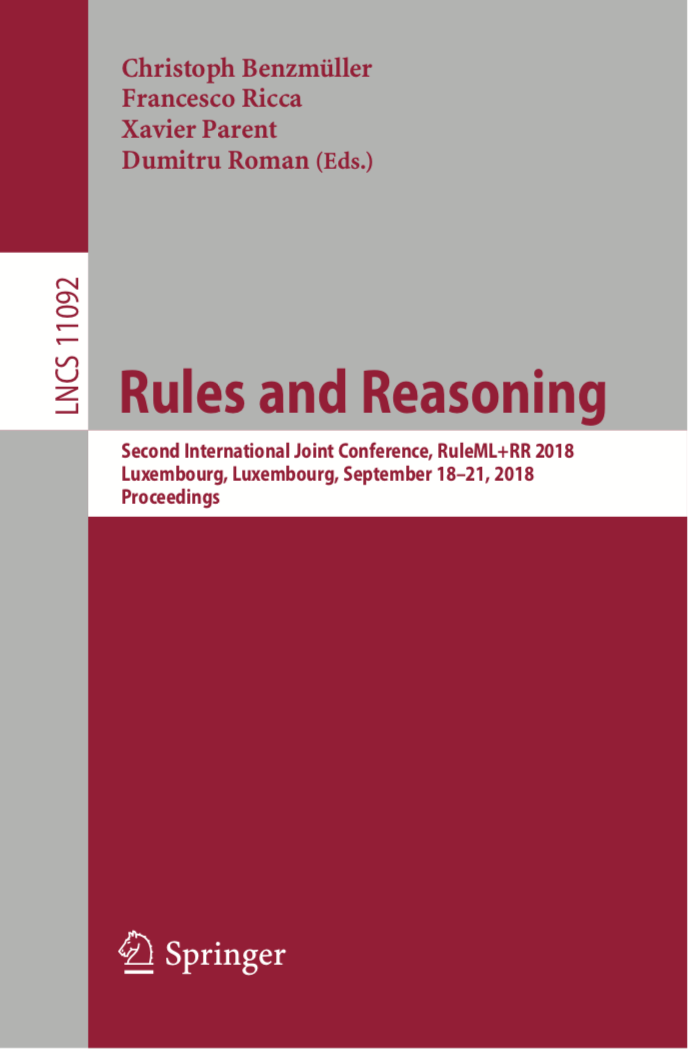 Christoph Benzmüller
Francesco Ricca
Xavier Parent
Dumitru Roman (Eds.)
LNCS 11092
Rules and Reasoning
Second International Joint Conference, RuleML+RR 2018
Luxembourg, Luxembourg, September 18–21, 2018
Proceedings
Springer